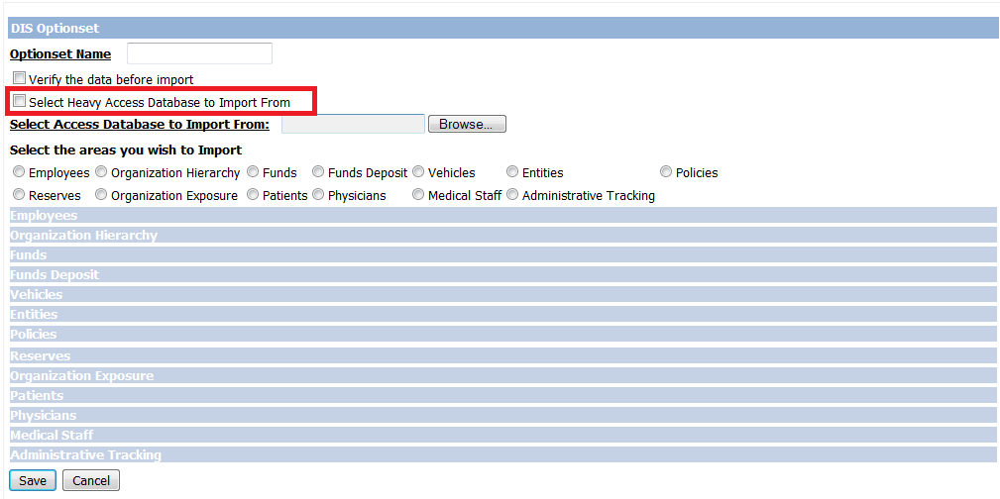 DIS Optionset
Optionset Name
Verify the data before import
Select Heavy Access Database to Import From
Select Access Database to Import From: Browse...
Select the areas you wish to Import
Employees Organization Hierarchy Funds Funds Deposit Vehicles Entities Policies
Reserves Organization Exposure Patients Physicians Medical Staff Administrative Tracking
Employees
Organization Hierarchy
Funds
Funds Deposit
Vehicles
Entities
Policies
Reserves
Organization Exposure
Patients
Physicians
Medical Staff
Administrative Tracking
Save Cancel